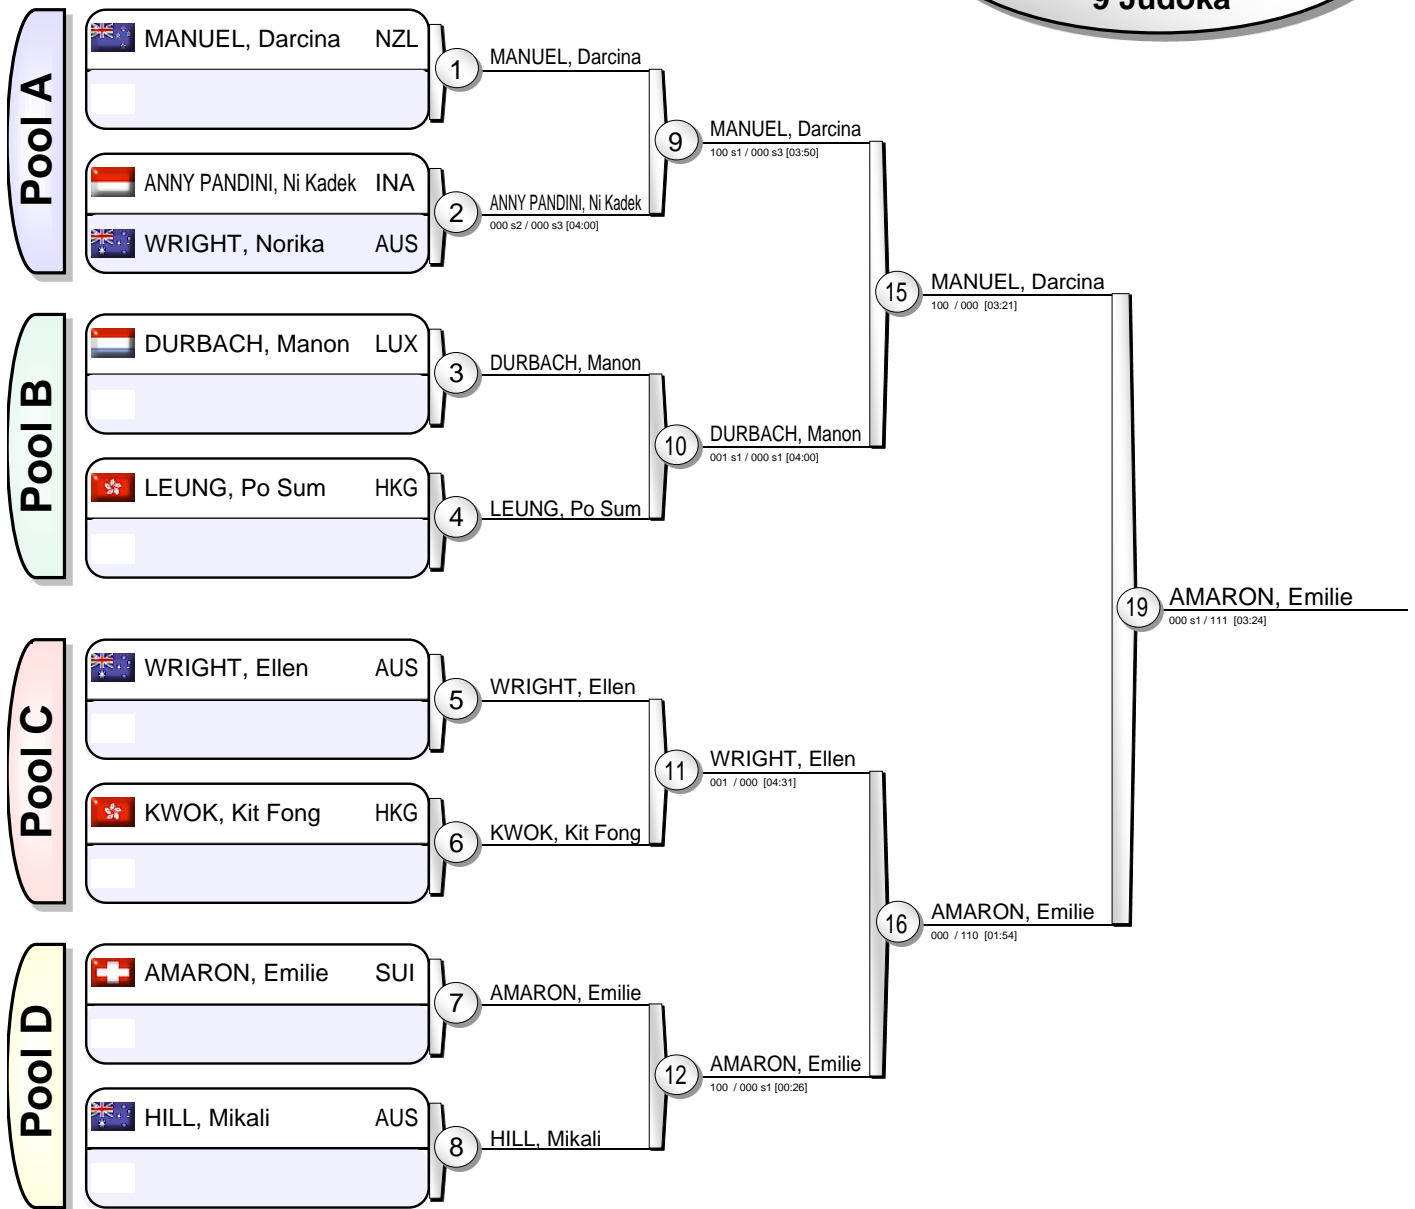 9 Judoka
Pool A
MANUEL, Darcina NZL
1
MANUEL, Darcina
ANNY PANDINI, Ni Kadek INA
WRIGHT, Norika AUS
2
ANNY PANDINI, Ni Kadek
000 s2 / 000 s3 [04:00]
9
MANUEL, Darcina
100 s1 / 000 s3 [03:50]
Pool B
DURBACH, Manon LUX
3
DURBACH, Manon
LEUNG, Po Sum HKG
4
LEUNG, Po Sum
10
DURBACH, Manon
001 s1 / 000 s1 [04:00]
15
MANUEL, Darcina
100 / 000 [03:21]
Pool C
WRIGHT, Ellen AUS
5
WRIGHT, Ellen
KWOK, Kit Fong HKG
6
KWOK, Kit Fong
11
WRIGHT, Ellen
001 / 000 [04:31]
Pool D
AMARON, Emilie SUI
7
AMARON, Emilie
HILL, Mikali AUS
8
HILL, Mikali
12
AMARON, Emilie
100 / 000 s1 [00:26]
16
AMARON, Emilie
000 / 110 [01:54]
19
AMARON, Emilie
000 s1 / 111 [03:24]